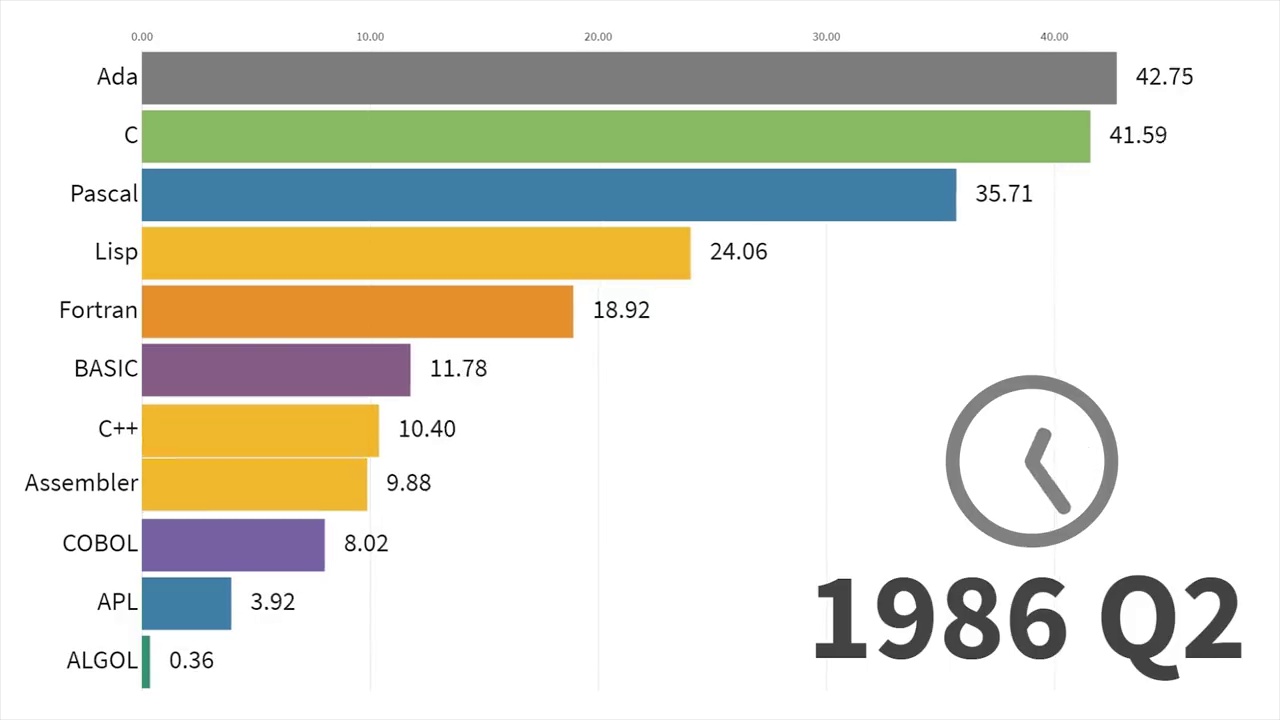 0.00 10.00 20.00 30.00 40.00
Ada 42.75
C 41.59
Pascal 35.71
Lisp 24.06
Fortran 18.92
BASIC 11.78
C++ 10.40
Assembler 9.88
COBOL 8.02
APL 3.92
ALGOL 0.36
1986 Q2